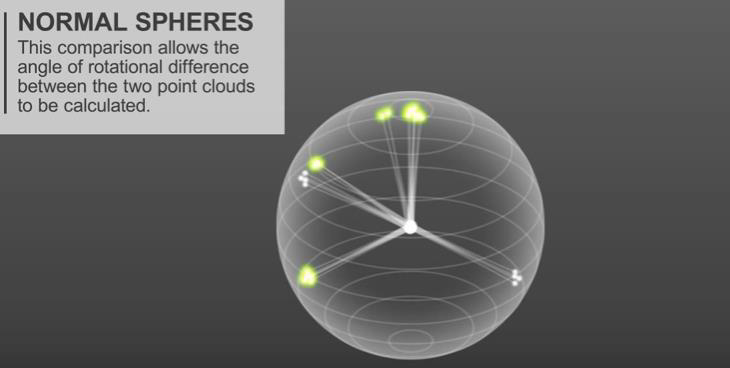 NORMAL SPHERES
This comparison allows the
angle of rotational difference
between the two point clouds
to be calculated.